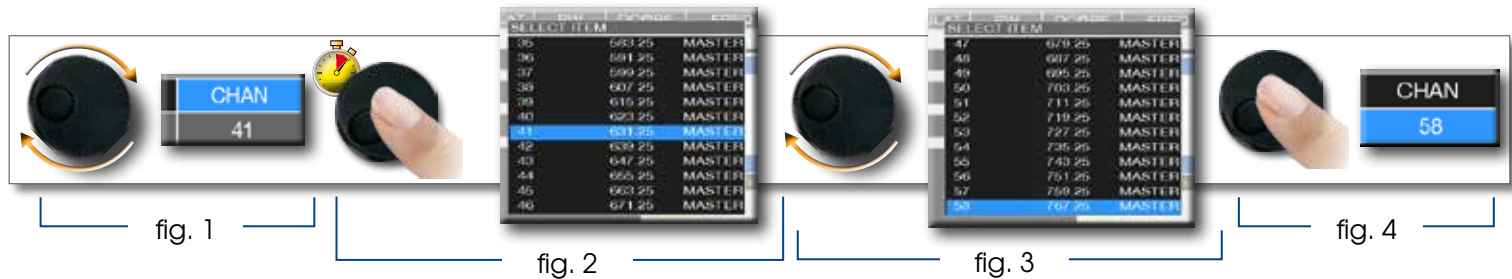 CHAN
41
SELECT ITEM
35 583.25 MASTER
36 591.25 MASTER
37 599.25 MASTER
38 607.25 MASTER
39 615.25 MASTER
40 623.25 MASTER
41 631.25 MASTER
42 639.25 MASTER
43 647.25 MASTER
44 655.25 MASTER
45 663.25 MASTER
46 671.25 MASTER
SELECT ITEM
47 679.25 MASTER
48 687.25 MASTER
49 695.25 MASTER
50 703.25 MASTER
51 711.25 MASTER
52 719.25 MASTER
53 727.25 MASTER
54 735.25 MASTER
55 743.25 MASTER
56 751.25 MASTER
57 759.25 MASTER
58 767.25 MASTER
CHAN
58
fig. 1
fig. 2
fig. 3
fig. 4